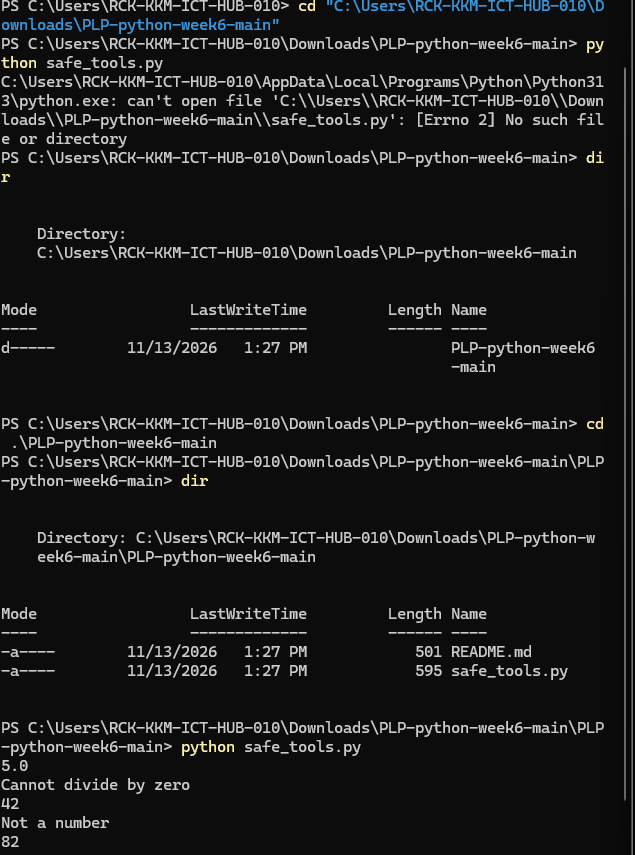 PS C:\Users\RCK-KKM-ICT-HUB-010> cd "C:\Users\RCK-KKM-ICT-HUB-010\D
ownloads\PLP-python-week6-main"
PS C:\Users\RCK-KKM-ICT-HUB-010\Downloads\PLP-python-week6-main> py
thon safe_tools.py
C:\Users\RCK-KKM-ICT-HUB-010\AppData\Local\Programs\Python\Python31
3\python.exe: can't open file 'C:\\Users\\RCK-KKM-ICT-HUB-010\\Down
loads\\PLP-python-week6-main\\safe_tools.py': [Errno 2] No such fil
e or directory
PS C:\Users\RCK-KKM-ICT-HUB-010\Downloads\PLP-python-week6-main> di
r
Directory:
C:\Users\RCK-KKM-ICT-HUB-010\Downloads\PLP-python-week6-main
Mode                 LastWriteTime         Length Name
----                 -------------         ------ ----
d-----        11/13/2026   1:27 PM                PLP-python-week6
-main
PS C:\Users\RCK-KKM-ICT-HUB-010\Downloads\PLP-python-week6-main> cd
.\PLP-python-week6-main
PS C:\Users\RCK-KKM-ICT-HUB-010\Downloads\PLP-python-week6-main\PLP
-python-week6-main> dir
Directory: C:\Users\RCK-KKM-ICT-HUB-010\Downloads\PLP-python-w
eek6-main\PLP-python-week6-main
Mode                 LastWriteTime         Length Name
----                 -------------         ------ ----
-a----        11/13/2026   1:27 PM            501 README.md
-a----        11/13/2026   1:27 PM            595 safe_tools.py
PS C:\Users\RCK-KKM-ICT-HUB-010\Downloads\PLP-python-week6-main\PLP
-python-week6-main> python safe_tools.py
5.0
Cannot divide by zero
42
Not a number
82